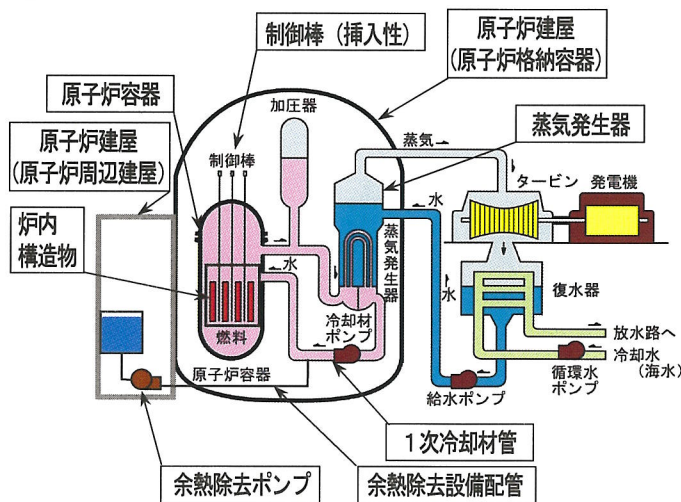 制御棒（挿入性）
原子炉建屋
（原子炉格納容器）
原子炉容器
加圧器
蒸気発生器
原子炉建屋
（原子炉周辺建屋）
制御棒
蒸気
タービン
発電機
炉内
構造物
水
蒸気発生器
水
水
復水器
燃料
冷却材
ポンプ
放水路へ
冷却水
（海水）
循環水
ポンプ
原子炉容器
給水ポンプ
１次冷却材管
余熱除去ポンプ
余熱除去設備配管